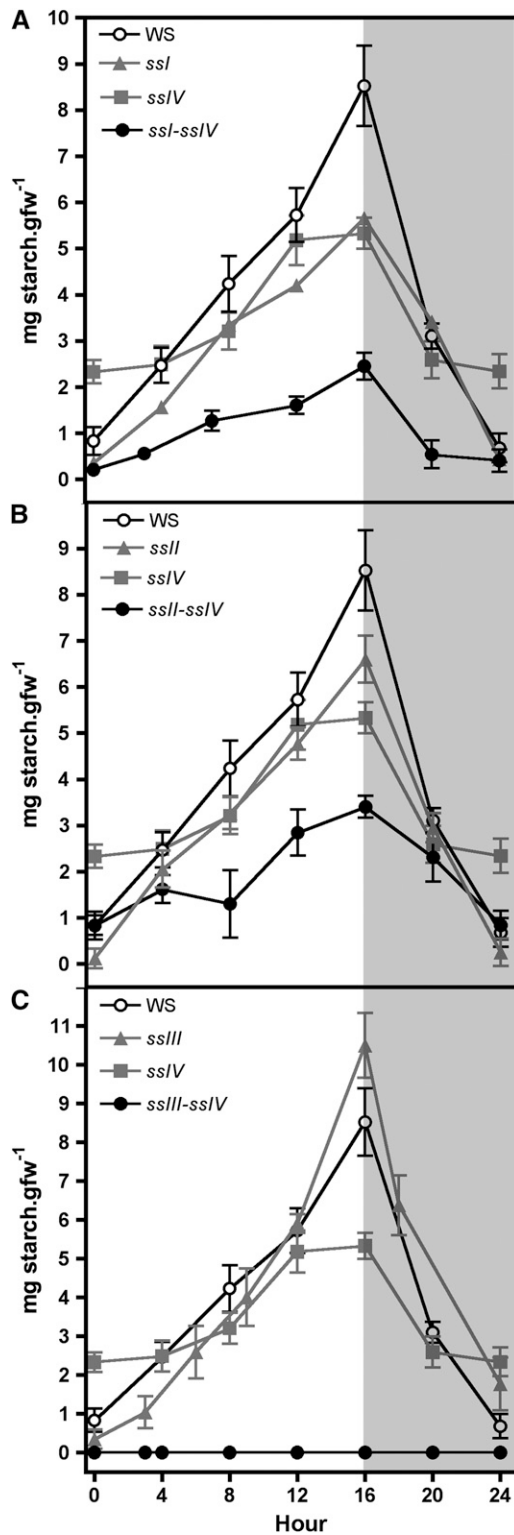 A
10
9
8
7
6
5
4
3
2
1
0
mg starch.gfw⁻¹
WS
ssI
ssIV
ssI-ssIV
B
9
8
7
6
5
4
3
2
1
0
mg starch.gfw⁻¹
WS
ssII
ssIV
ssII-ssIV
C
11
10
9
8
7
6
5
4
3
2
1
0
mg starch.gfw⁻¹
WS
ssIII
ssIV
ssIII-ssIV
0 4 8 12 16 20 24
Hour